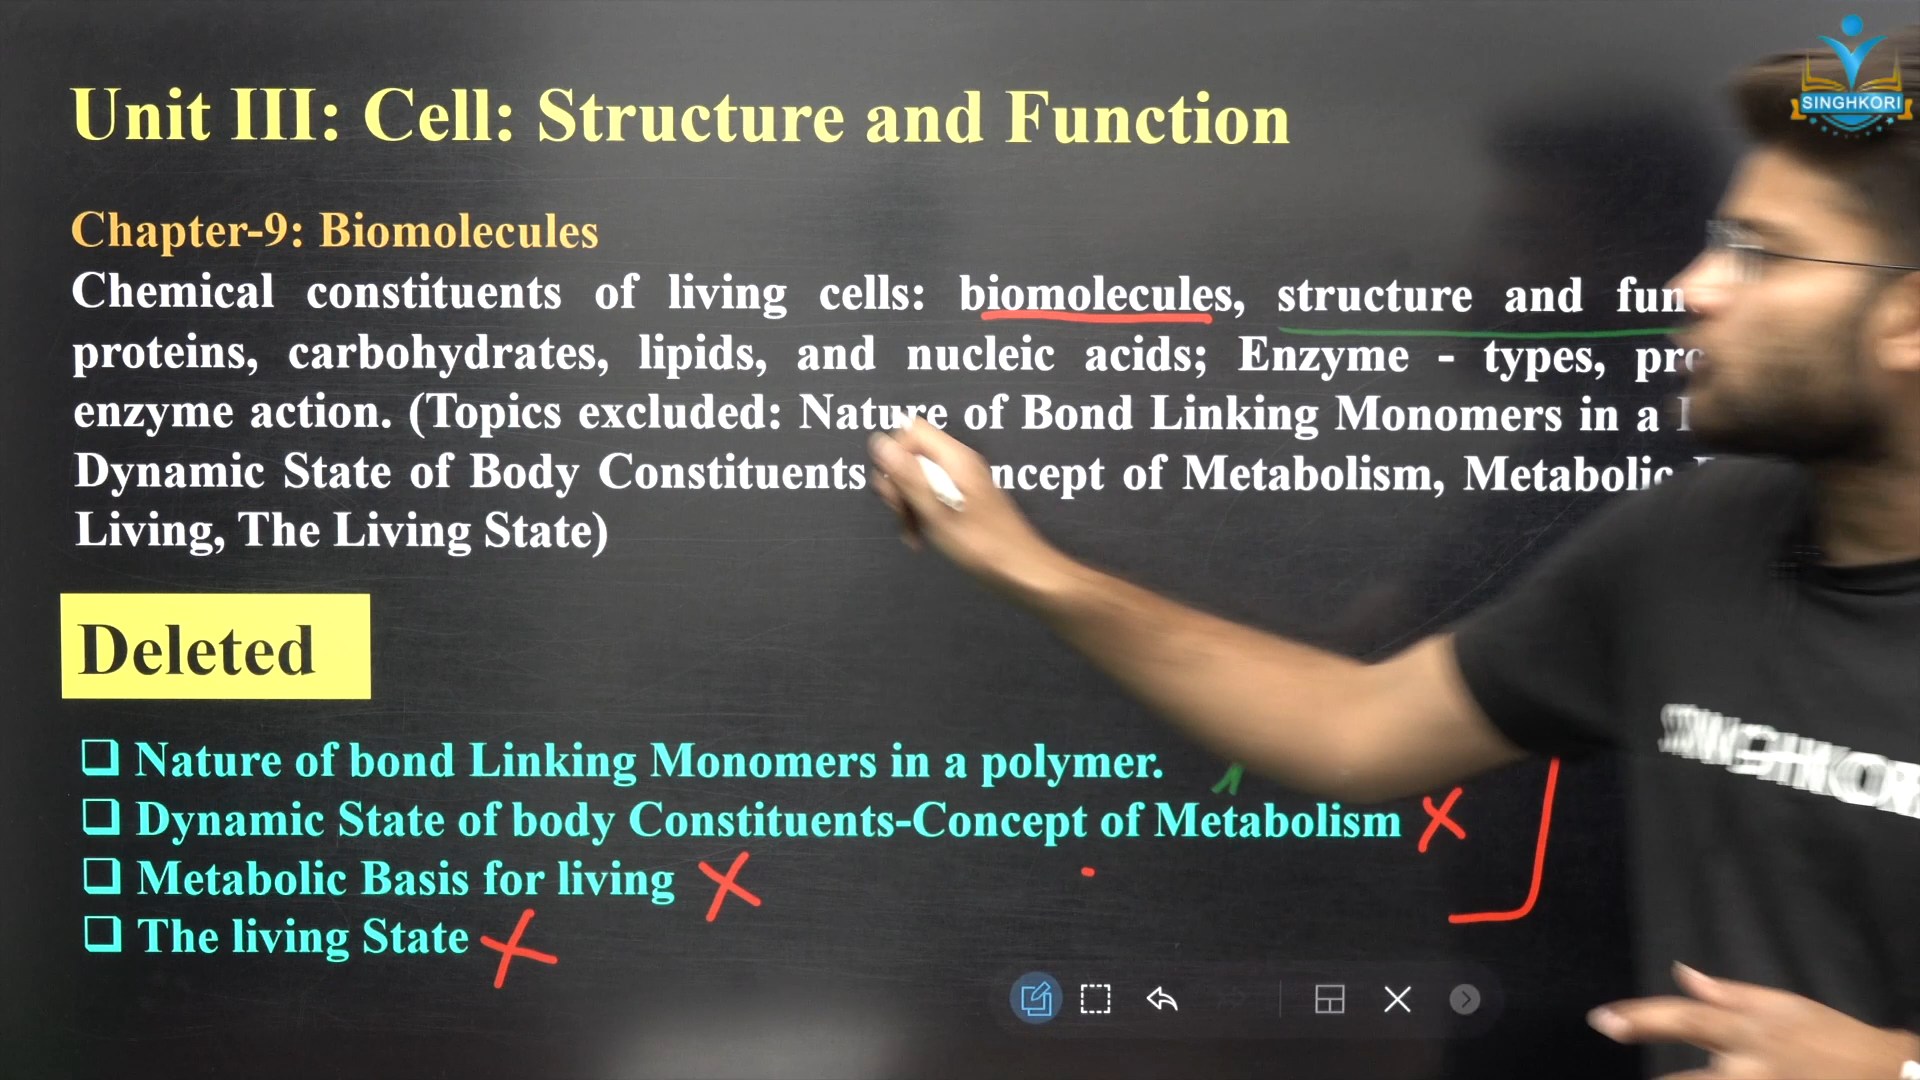 SINGHKORI
Unit III: Cell: Structure and Function
Chapter-9: Biomolecules
Chemical constituents of living cells: biomolecules, structure and
proteins, carbohydrates, lipids, and nucleic acids; Enzyme - types,
enzyme action. (Topics excluded: Nature of Bond Linking Monomers in a
Dynamic State of Body Constituents of Metabolism, Metabolic
Living, The Living State)
Deleted
❑ Nature of bond Linking Monomers in a polymer.
❑ Dynamic State of body Constituents-Concept of Metabolism
❑ Metabolic Basis for living
❑ The living State
SINGHKORI